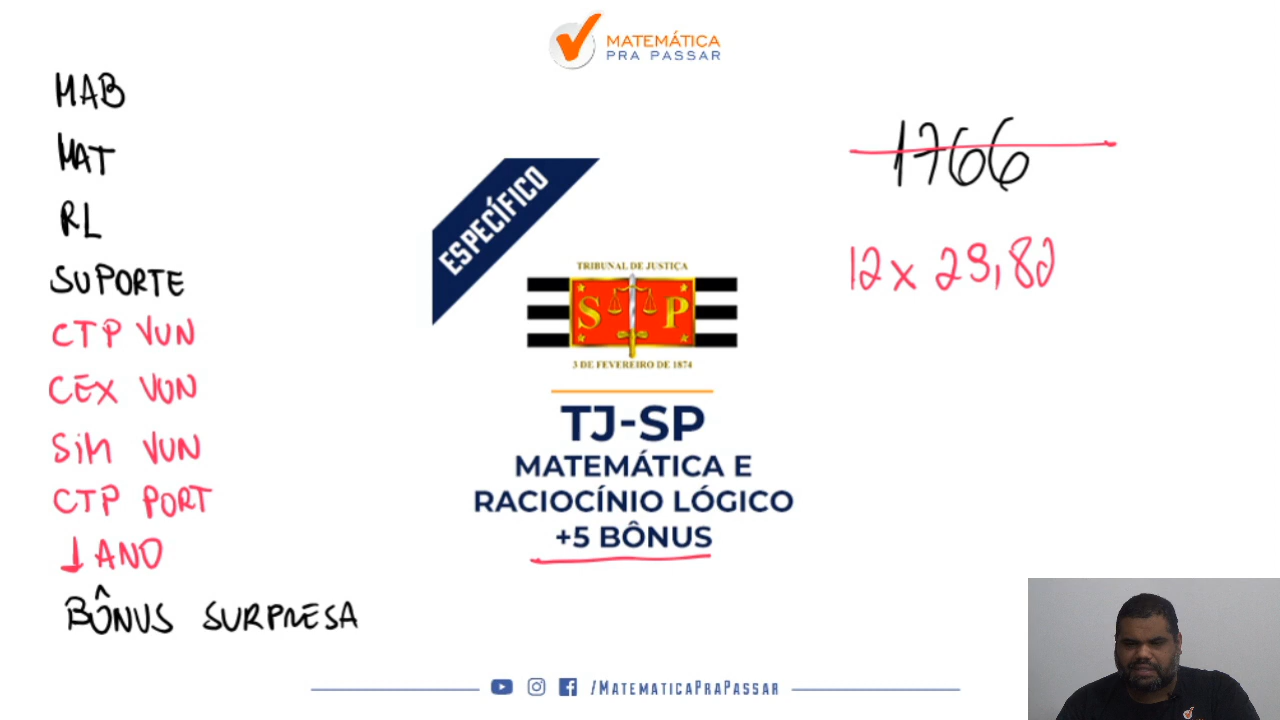 MATEMÁTICA
PRA PASSAR
MAB
MAT
RL
SUPORTE
CTP VUN
CEX VUN
SIM VUN
CTP PORT
1 ANO
BÔNUS SURPRESA
ESPECÍFICO
TRIBUNAL DE JUSTIÇA
S P
3 DE FEVEREIRO DE 1874
TJ-SP
MATEMÁTICA E
RACIOCÍNIO LÓGICO
+5 BÔNUS
1766
12 x 29,82
/MATEMATICAPRAPASSAR